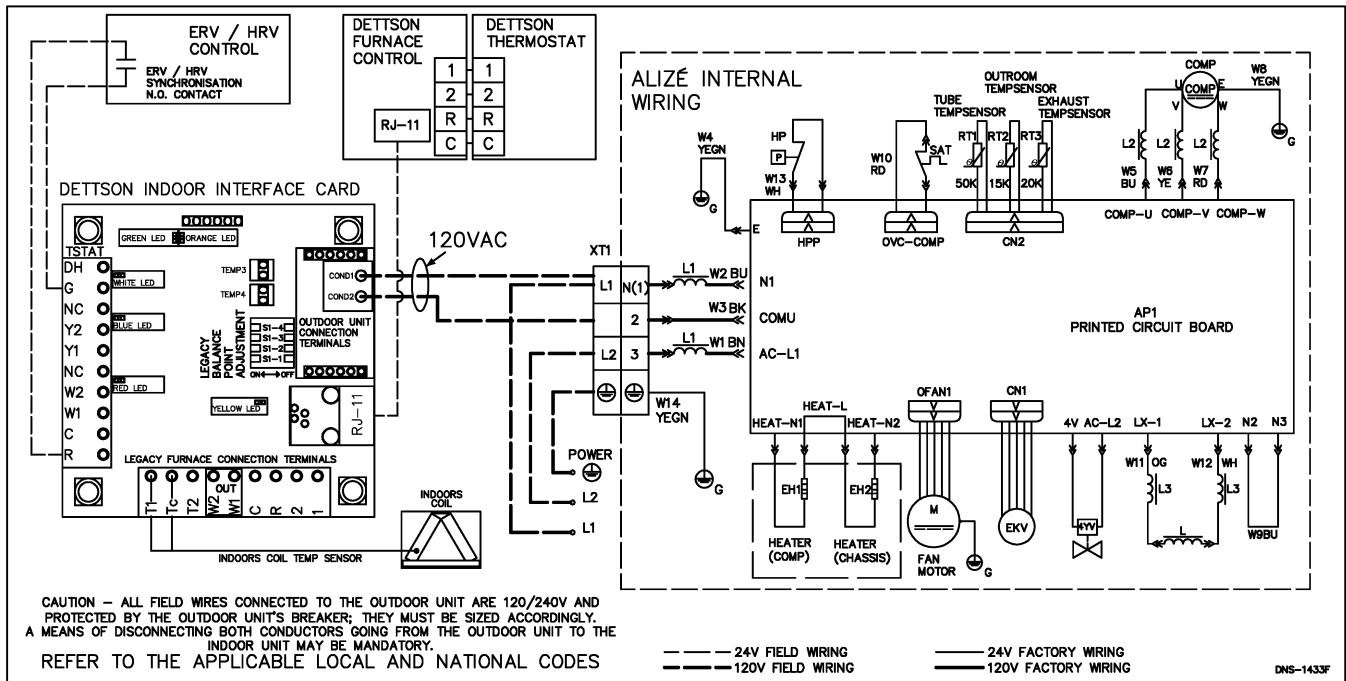 ERV / HRV
CONTROL
ERV / HRV
SYNCHRONISATION
N.O. CONTACT
DETTSON
FURNACE
CONTROL
DETTSON
THERMOSTAT
1 1
2 2
R R
C C
RJ-11
DETTSON INDOOR INTERFACE CARD
GREEN LED
ORANGE LED
TSTAT
DH
G
NC
Y2
Y1
NC
W2
W1
C
R
WHITE LED
BLUE LED
RED LED
YELLOW LED
TEMP3
TEMP4
LEGACY
BALANCE
POINT
ADJUSTMENT
S1-4
S1-3
S1-2
S1-1
ON
OFF
COND1
COND2
OUTDOOR UNIT
CONNECTION
TERMINALS
RJ-11
LEGACY FURNACE CONNECTION TERMINALS
OUT
T1
Tc
T2
W2
W1
C
R
2
1
INDOORS COIL TEMP SENSOR
INDOORS
COIL
120VAC
XT1
L1 N(1)
2
L2 3
POWER
L2
L1
ALIZÉ INTERNAL
WIRING
W4
YEGN
G
E
HP
P
W13
WH
HPP
W10
RD
SAT
OVC-COMP
OUTROOM
TEMPSENSOR
TUBE
TEMPSENSOR
EXHAUST
TEMPSENSOR
RT1
RT2
RT3
θ
θ
θ
50K
15K
20K
CN2
COMP
COMP
U
E
V
W
W8
YEGN
G
L2
L2
L2
W5
BU
W6
YE
W7
RD
COMP-U
COMP-V
COMP-W
L1
W2 BU
N1
W3 BK
COMU
L1
W1 BN
AC-L1
W14
YEGN
G
AP1
PRINTED CIRCUIT BOARD
HEAT-L
HEAT-N1
HEAT-N2
EH1
EH2
HEATER
(COMP)
HEATER
(CHASSIS)
OFAN1
M
FAN
MOTOR
G
CN1
EKV
4V
AC-L2
4YV
LX-1
LX-2
N2
N3
W11
OG
W12
WH
L3
L3
L
W9BU
CAUTION – ALL FIELD WIRES CONNECTED TO THE OUTDOOR UNIT ARE 120/240V AND
PROTECTED BY THE OUTDOOR UNIT'S BREAKER; THEY MUST BE SIZED ACCORDINGLY.
A MEANS OF DISCONNECTING BOTH CONDUCTORS GOING FROM THE OUTDOOR UNIT TO THE
INDOOR UNIT MAY BE MANDATORY.
REFER TO THE APPLICABLE LOCAL AND NATIONAL CODES
24V FIELD WIRING
120V FIELD WIRING
24V FACTORY WIRING
120V FACTORY WIRING
DNS-1433F